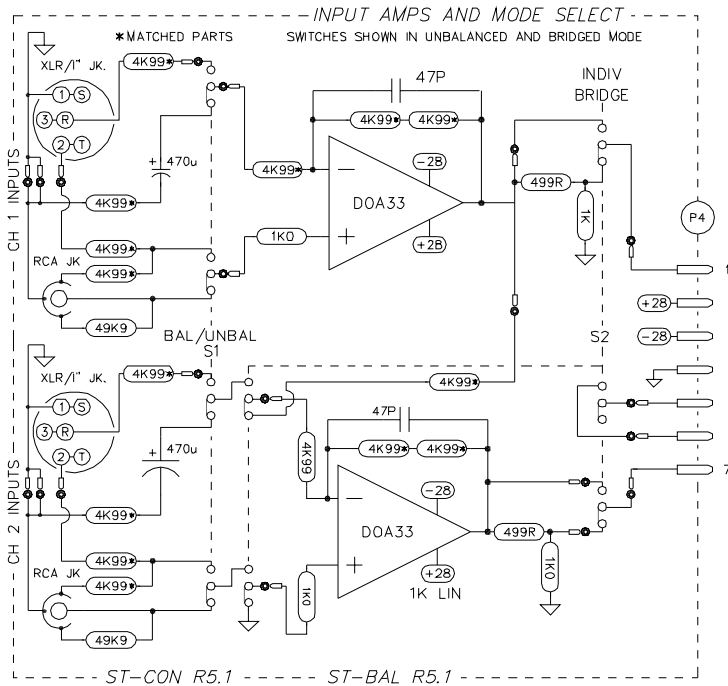 INPUT AMPS AND MODE SELECT
*MATCHED PARTS
SWITCHES SHOWN IN UNBALANCED AND BRIDGED MODE
XLR/1" JK.
4K99*
47P
INDIV
BRIDGE
1 S
3 R
2 T
4K99* 4K99*
+ 470u
4K99*
-28
499R
DOA33
1K
P4
CH 1 INPUTS
4K99*
1K0
+28
4K99*
RCA JK
4K99*
1
+28
49K9
BAL/UNBAL
S1
S2
-28
XLR/1" JK.
4K99*
4K99*
1 S
47P
3 R
+ 470u
2 T
4K99
4K99* 4K99*
7
-28
CH 2 INPUTS
4K99*
DOA33
499R
4K99*
RCA JK
4K99*
+28
1K0
1K0
1K LIN
49K9
ST-CON R5.1
ST-BAL R5.1